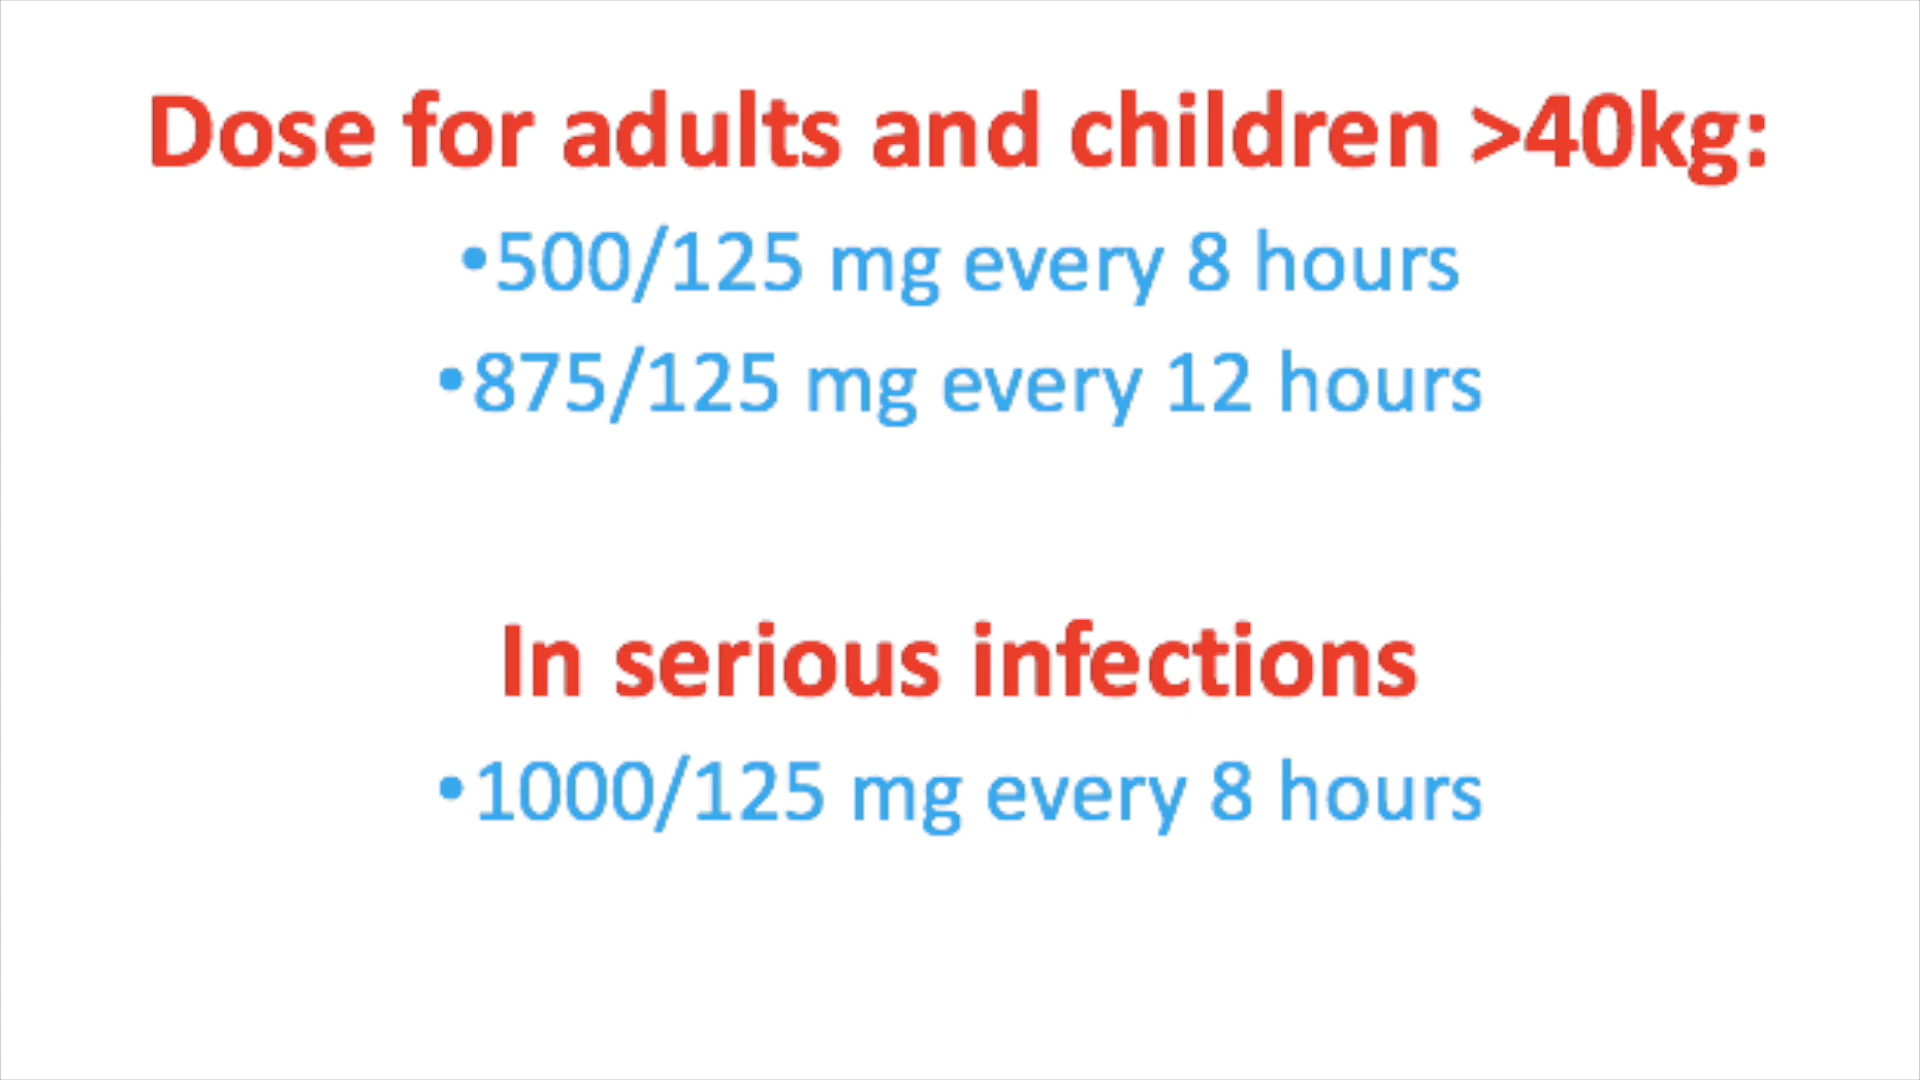 Dose for adults and children >40kg:
•500/125 mg every 8 hours
•875/125 mg every 12 hours
In serious infections
•1000/125 mg every 8 hours